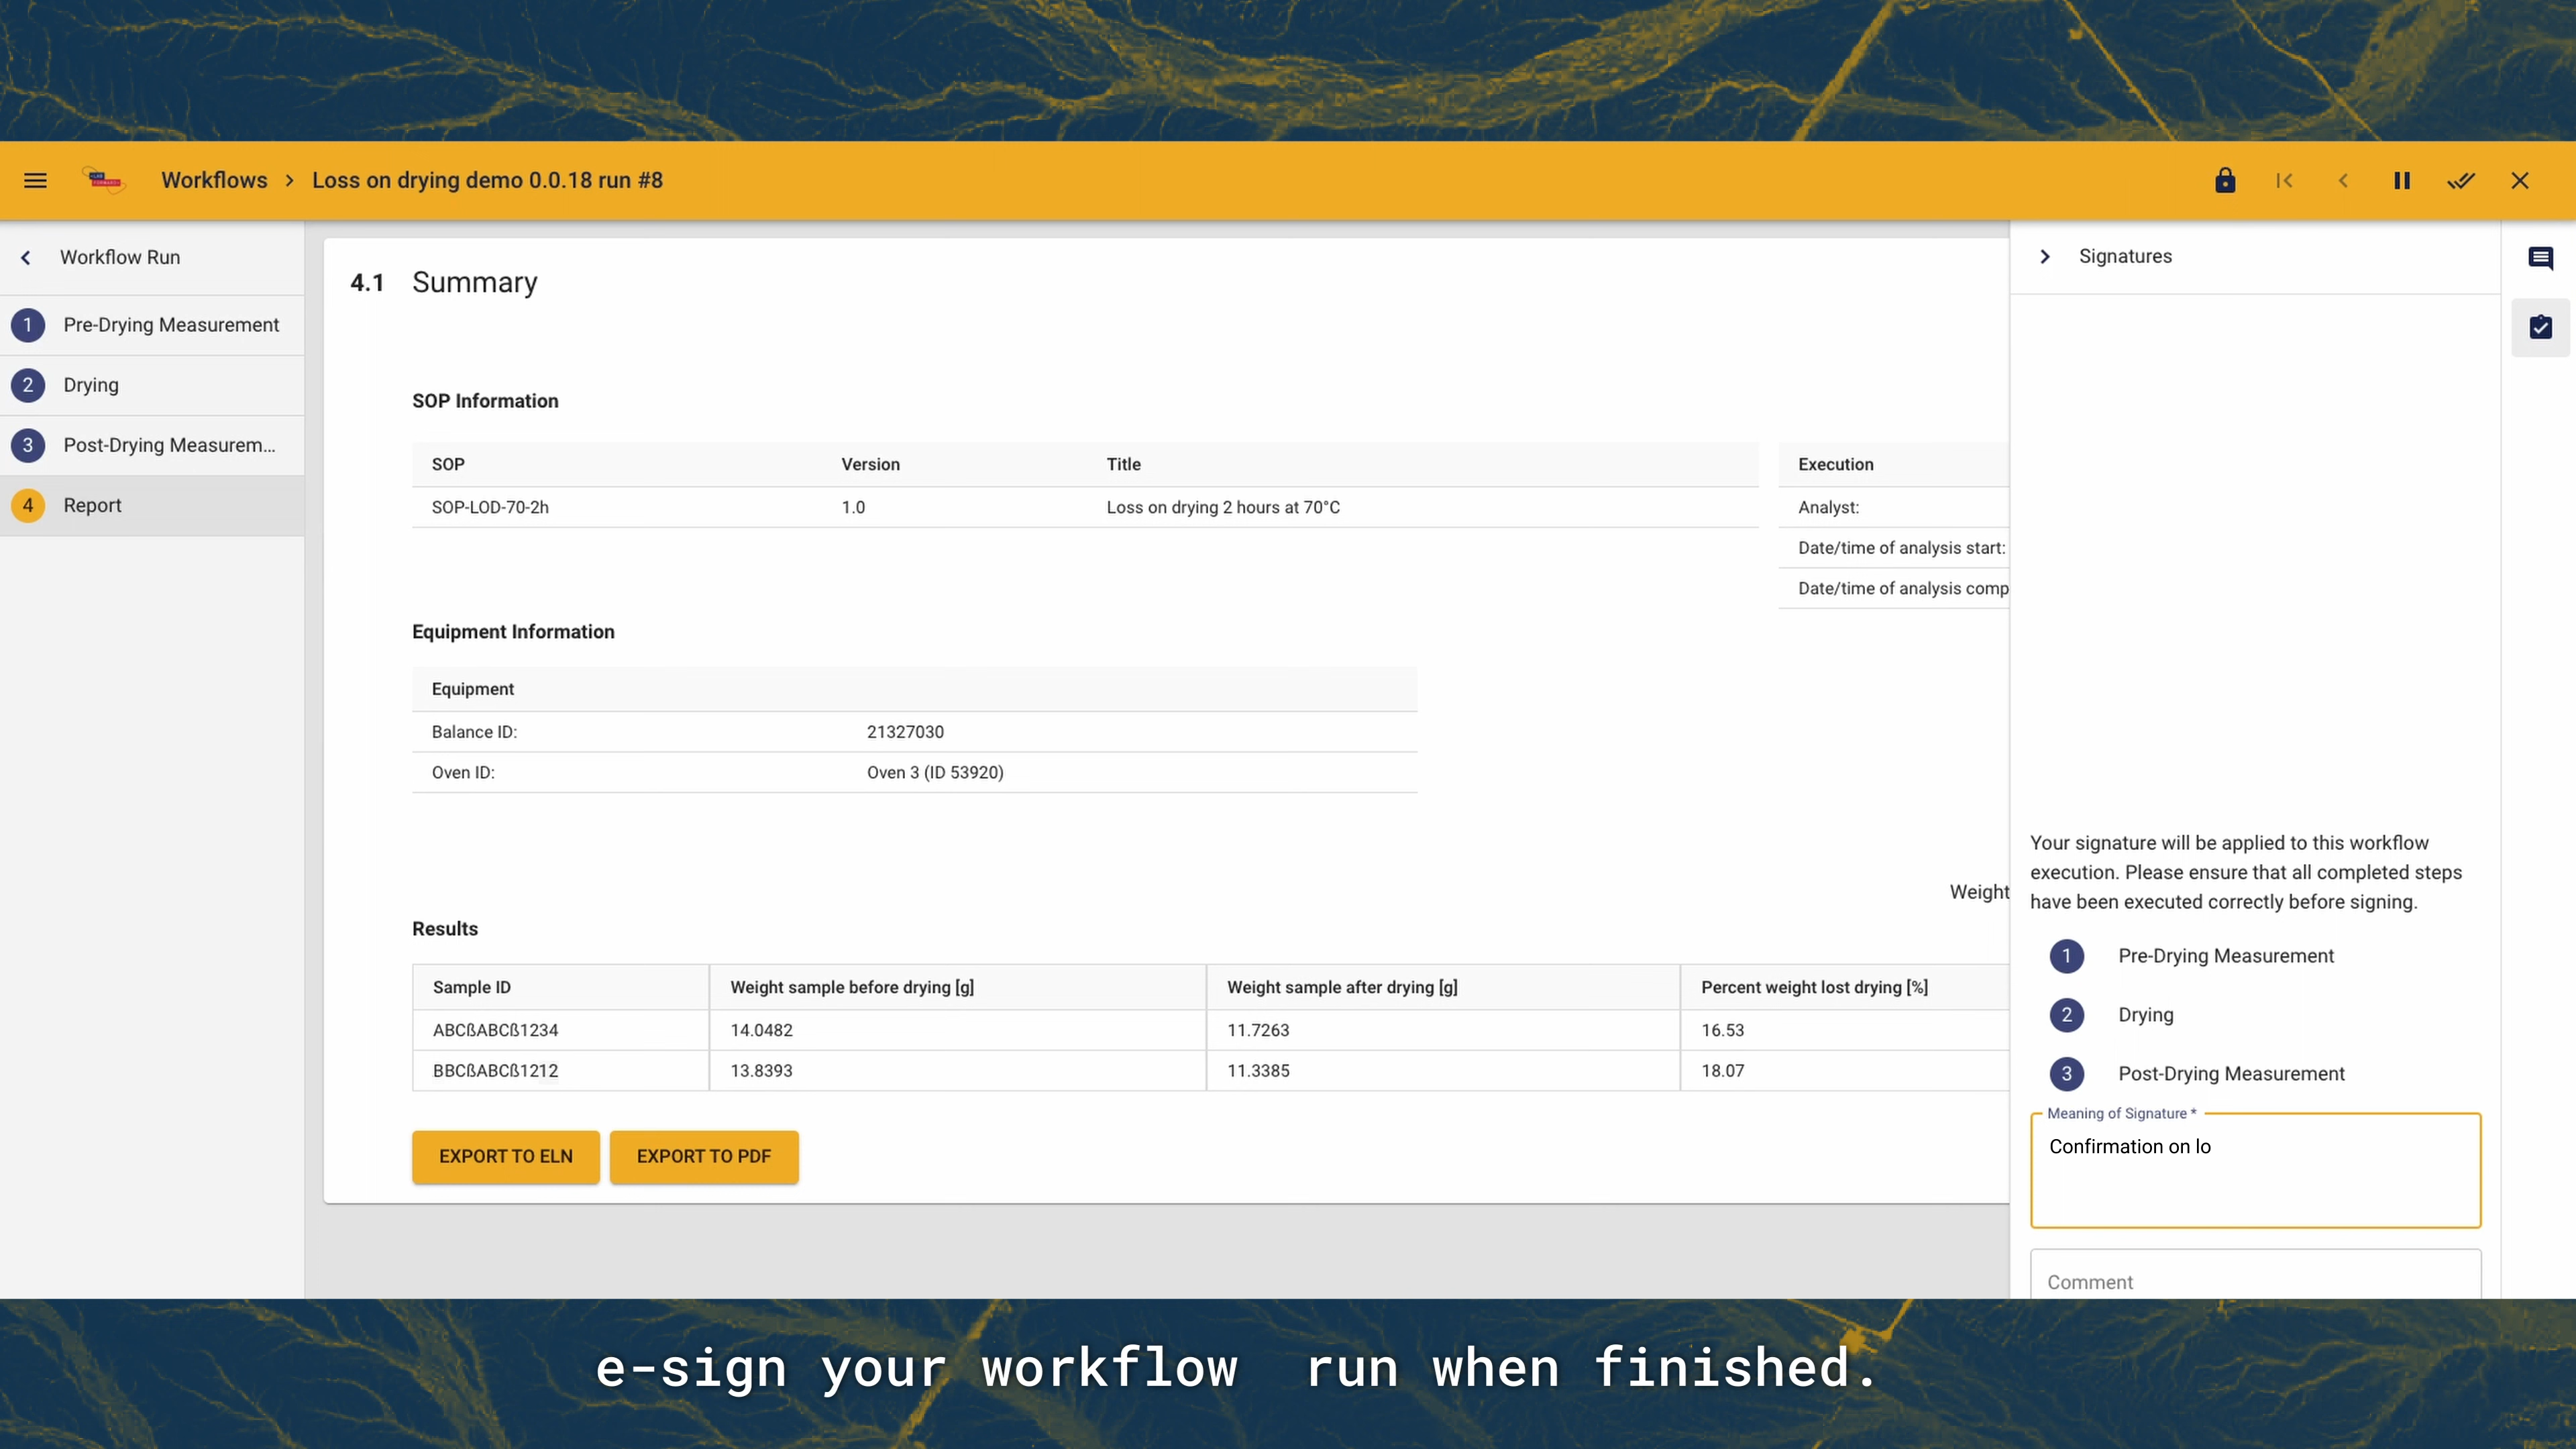 Workflows > Loss on drying demo 0.0.18 run #8
Workflow Run
1 Pre-Drying Measurement
2 Drying
3 Post-Drying Measurem...
4 Report
4.1 Summary
SOP Information
SOP Version Title
SOP-LOD-70-2h 1.0 Loss on drying 2 hours at 70°C
Execution
Analyst:
Date/time of analysis start:
Date/time of analysis comp
Equipment Information
Equipment
Balance ID: 21327030
Oven ID: Oven 3 (ID 53920)
Weight
Results
Sample ID Weight sample before drying [g] Weight sample after drying [g] Percent weight lost drying [%]
ABCßABCß1234 14.0482 11.7263 16.53
BBCßABCß1212 13.8393 11.3385 18.07
EXPORT TO ELN EXPORT TO PDF
Signatures
Your signature will be applied to this workflow
execution. Please ensure that all completed steps
have been executed correctly before signing.
1 Pre-Drying Measurement
2 Drying
3 Post-Drying Measurement
Meaning of Signature *
Confirmation on lo
Comment
e-sign your workflow run when finished.